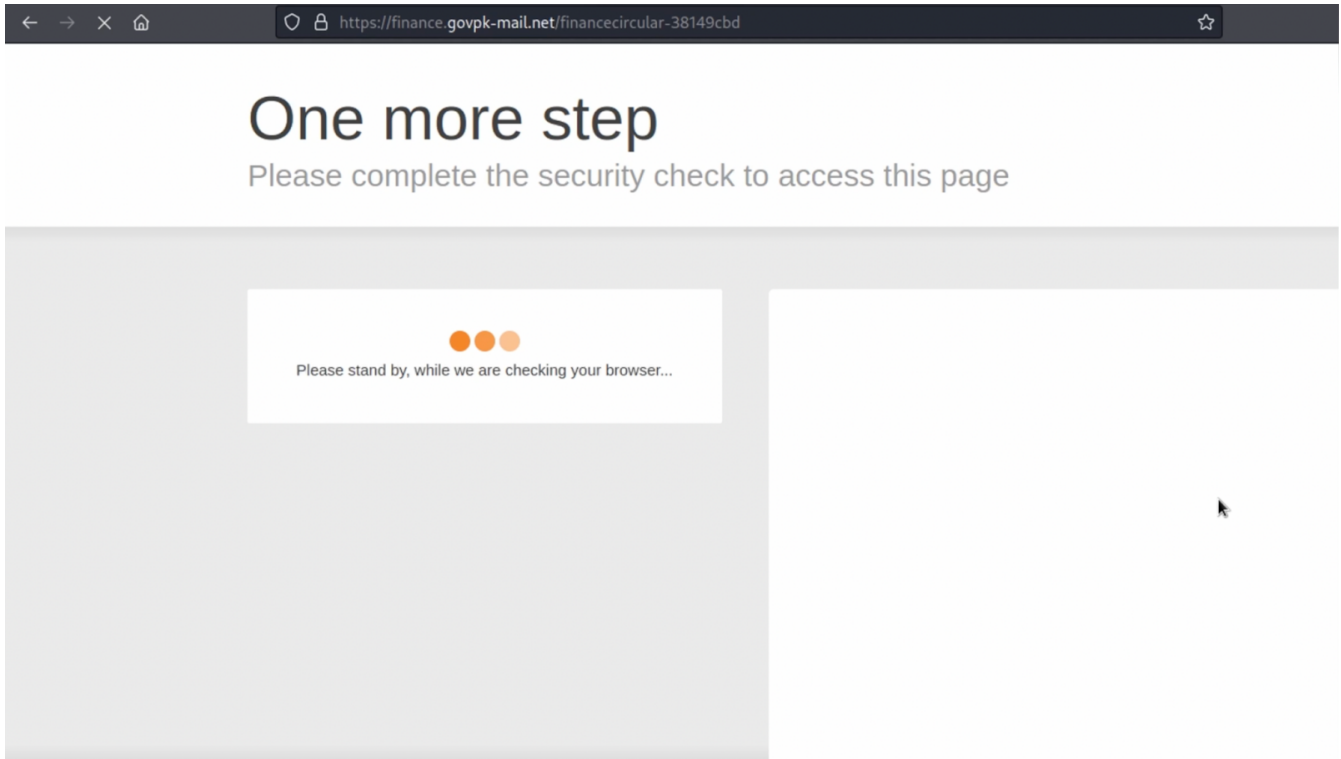 https://finance.govpk-mail.net/financecircular-38149cbd
One more step
Please complete the security check to access this page
Please stand by, while we are checking your browser...